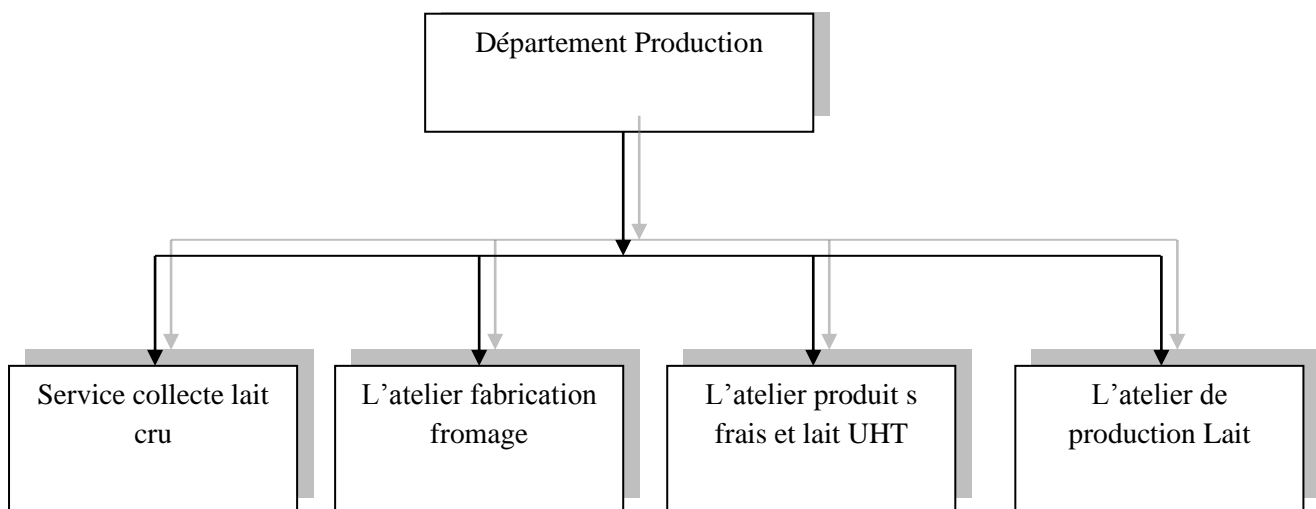 Département Production
Service collecte lait
cru
L’atelier fabrication
fromage
L’atelier produit s
frais et lait UHT
L’atelier de
production Lait